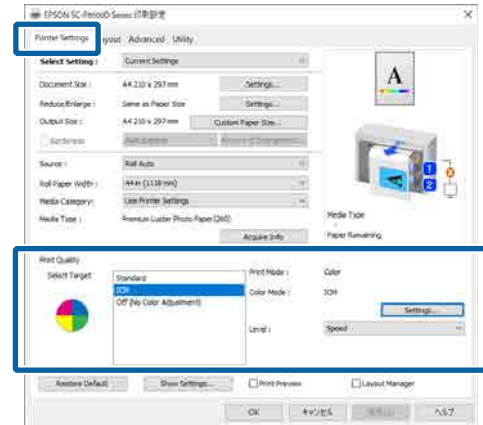 EPSON SC-P8500D Series 印刷設定
Printer Settings yout Advanced Utility
Select Setting : Current Settings
Document Size : A4 210 x 297 mm Settings...
Reduce/Enlarge : Same as Paper Size Settings...
Output Size : A4 210 x 297 mm Custom Paper Size...
Borderless
Source : Roll Auto
Roll Paper Width : 44 in (1118 mm)
Media Category: Use Printer Settings
Media Type : Premium Luster Photo Paper (260)
Acquire Info
A
1
2
Media Type
:
Paper Remaining
Print Quality
Select Target
Standard
ICM
Off (No Color Adjustment)
Print Mode : Color
Color Mode : ICM
Settings...
Level : Speed
Restore Default Show Settings... Print Preview Layout Manager
OK キャンセル ヘルプ